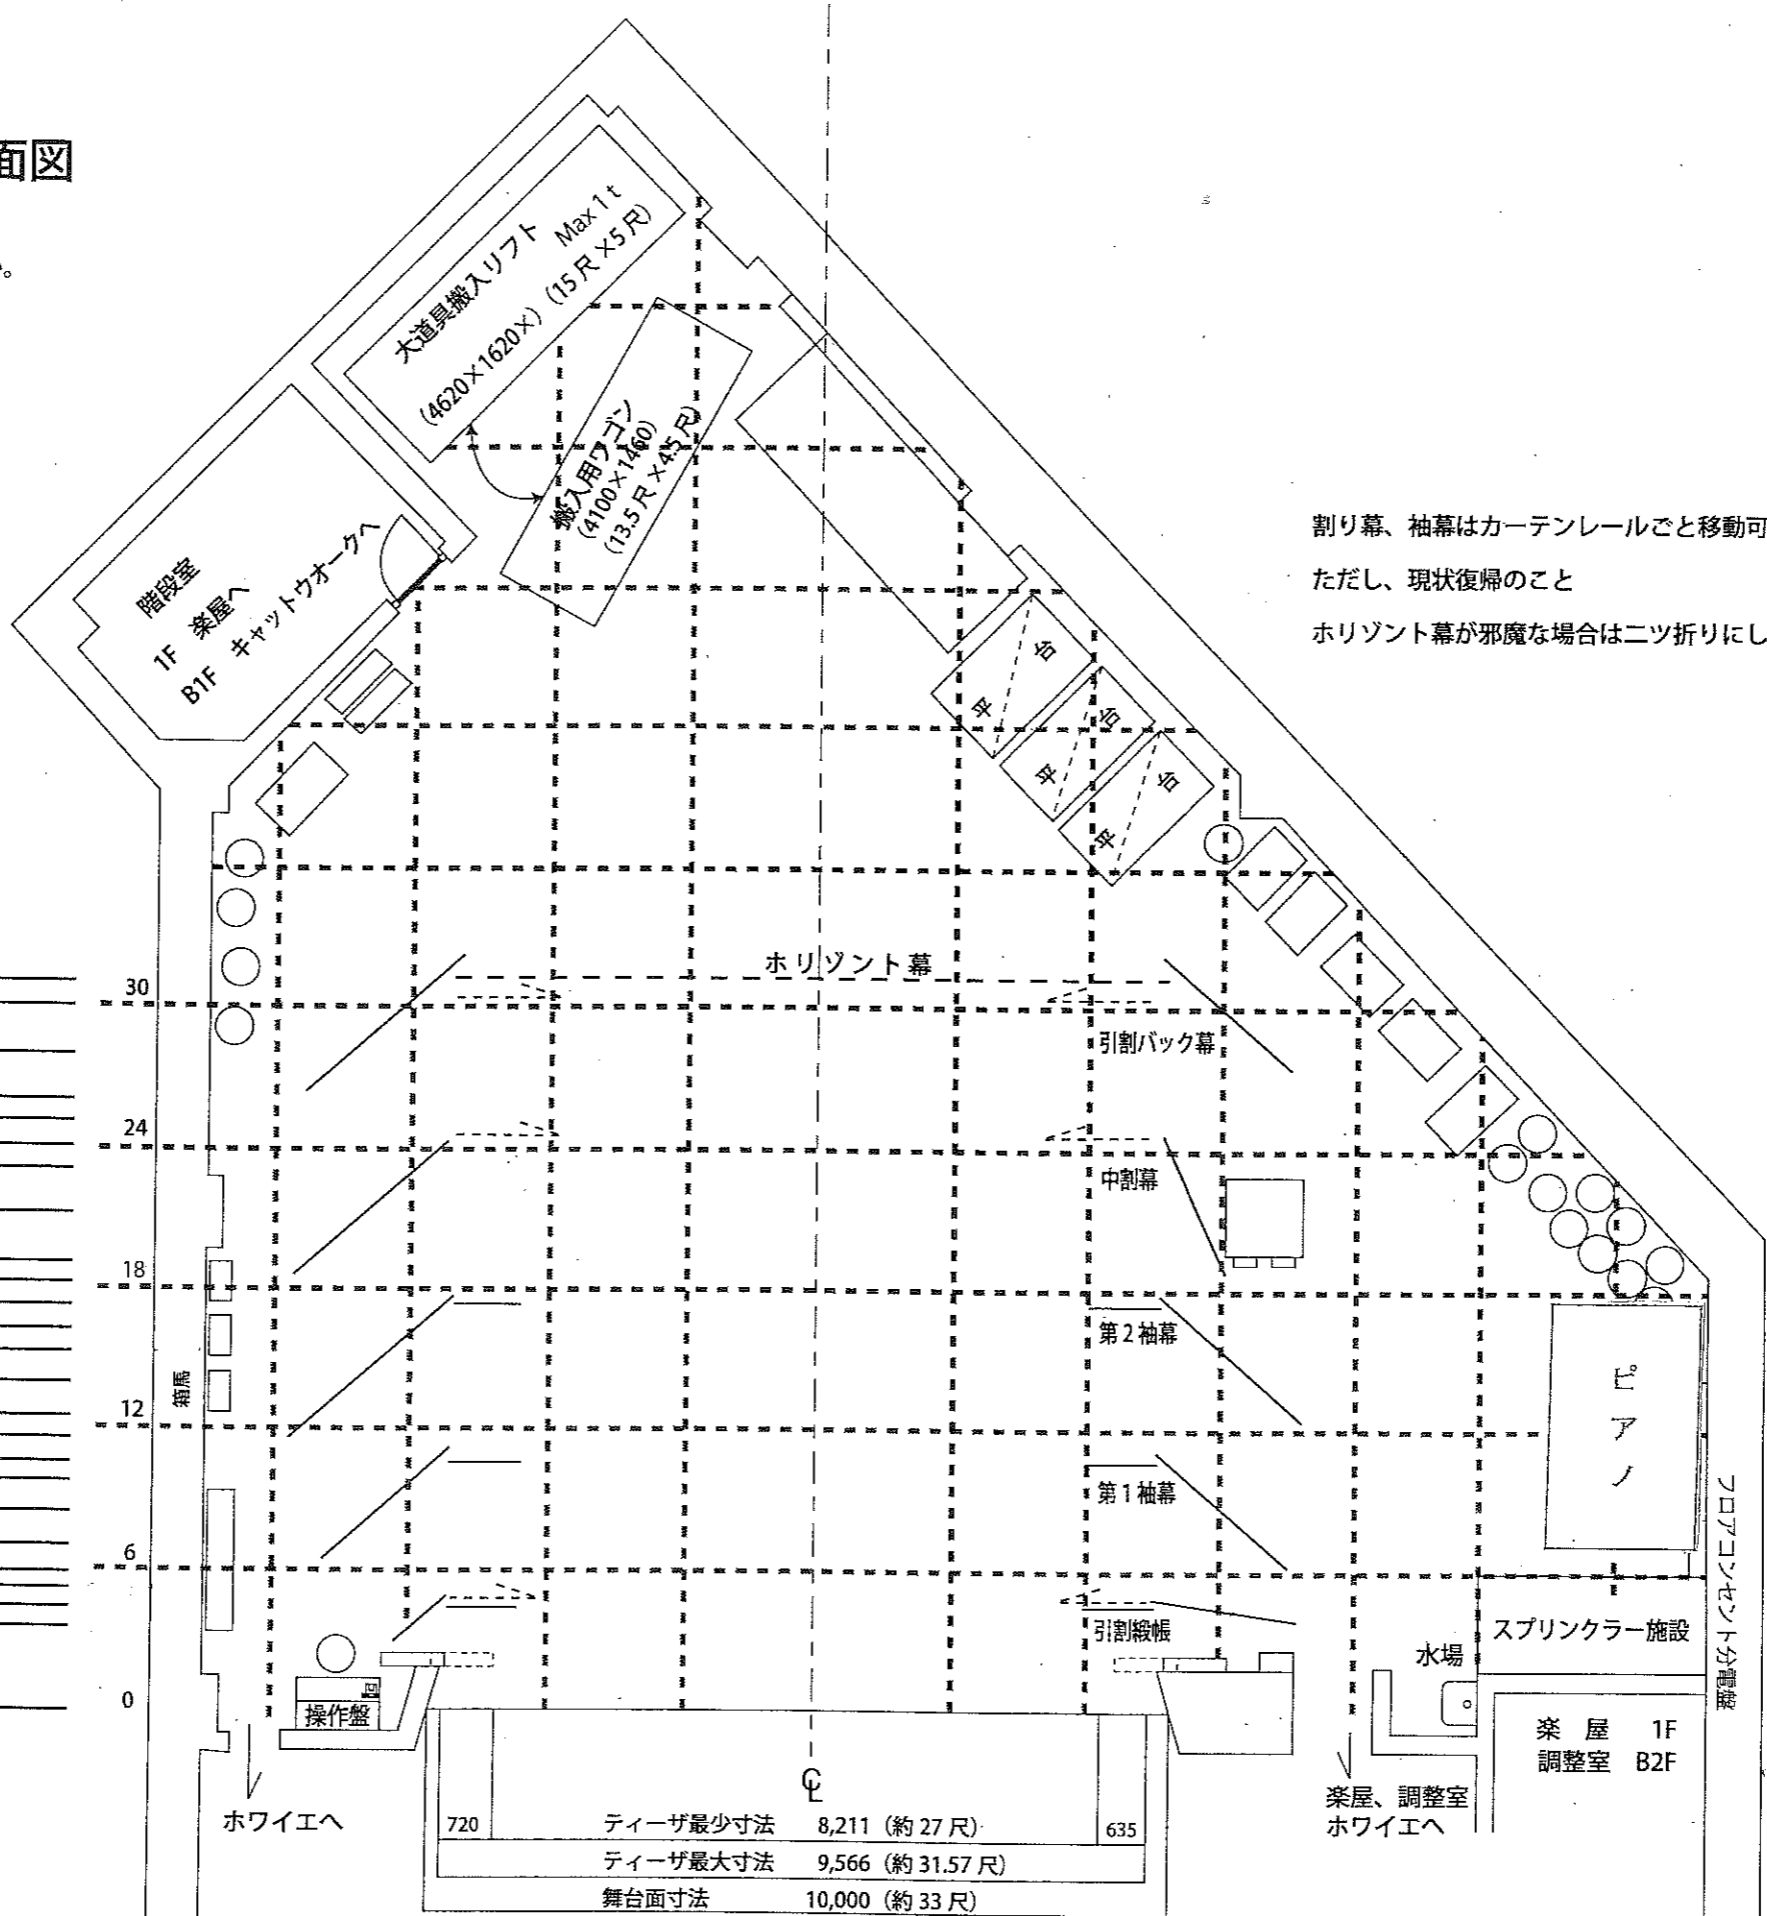 面図
い。
大道具搬入リフト Max 1 t
(4620×1620×) (15尺×5尺)
搬入用ワゴン
(4100×1460)
(13.5尺×4.5尺)
階段室
1F 楽屋へ
B1F キャットウオークへ
割り幕、袖幕はカーテンレールごと移動可
ただし、現状復帰のこと
ホリゾント幕が邪魔な場合は二ツ折りにし
平台
平台
平台
ホリゾント幕
30
引割バック幕
24
中割幕
18
第2袖幕
箱馬
12
ピアノ
第1袖幕
6
フロアコンセント分電盤
引割緞帳
スプリンクラー施設
水場
0
操作盤
楽 屋 1F
調整室 B2F
ホワイエへ
楽屋、調整室
ホワイエへ
℄
720
ティーザ最少寸法 8,211 (約 27 尺)
635
ティーザ最大寸法 9,566 (約 31.57 尺)
舞台面寸法 10,000 (約 33 尺)